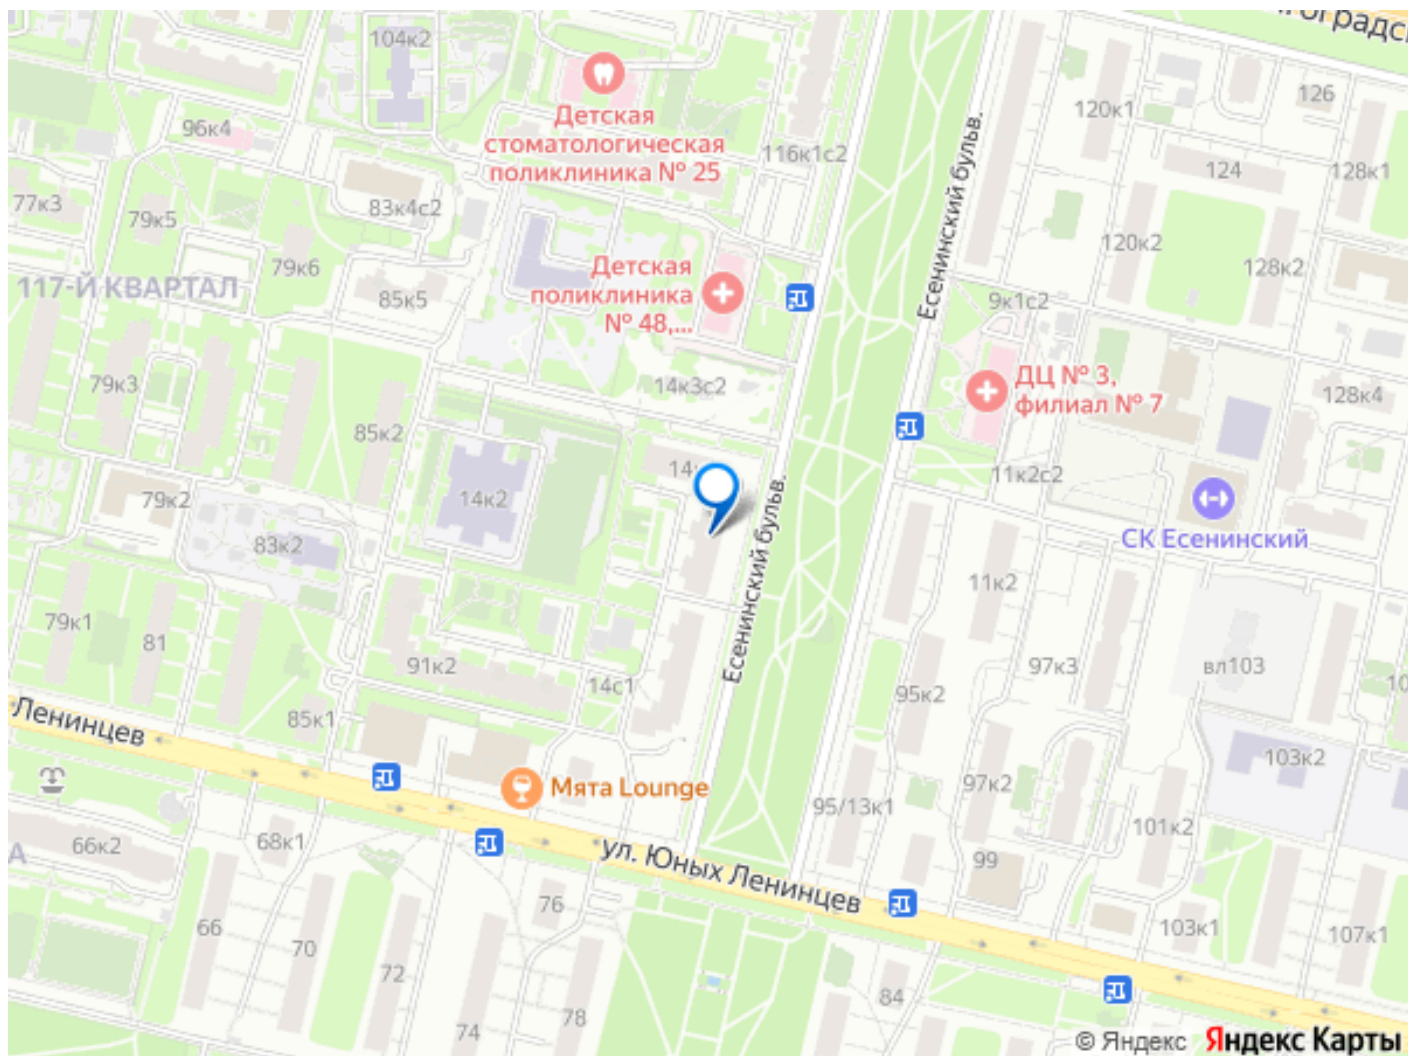 104к2
Детская
стоматологическая
поликлиника № 25
96к4
116к1с2
120к1
126
124
128к1
77к3
79к5
83к4с2
Есенинский бульв.
79к6
120к2
128к2
117-Й КВАРТАЛ
85к5
Детская
поликлиника
№ 48,...
9к1с2
79к3
14к3с2
ДЦ № 3,
филиал № 7
128к4
85к2
14к2
79к2
83к2
11к2с2
СК Есенинский
Есенинский бульв.
11к2
79к1
81
91к2
14с1
97к3
вл103
95к2
Ленинцев
85к1
Мята Lounge
95/13к1
97к2
103к2
66к2
68к1
101к2
99
ул. Юных Ленинцев
76
66
70
72
74
78
84
103к1
107к1
© Яндекс Яндекс Карты